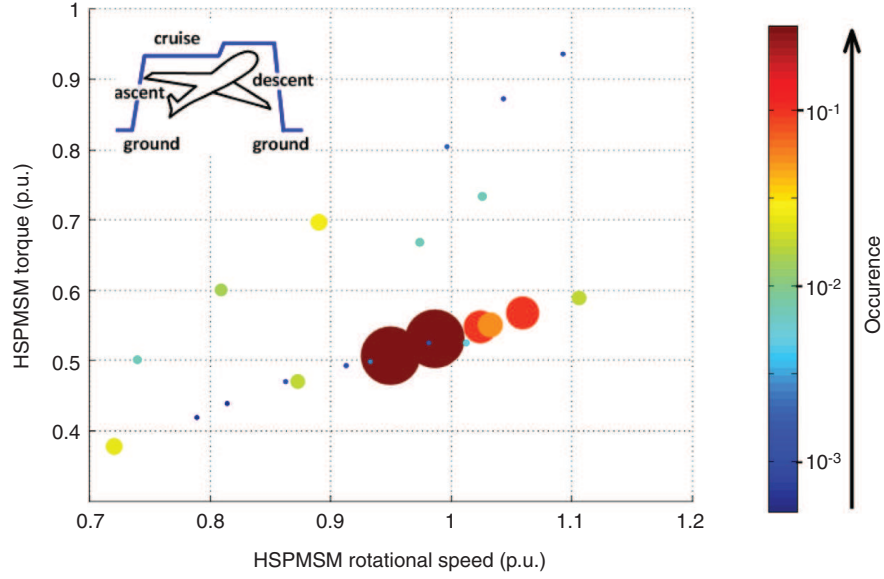 1
0.9
0.8
0.7
0.6
0.5
0.4
HSPMSM torque (p.u.)
cruise
ascent
descent
ground
ground
0.7
0.8
0.9
1
1.1
1.2
HSPMSM rotational speed (p.u.)
10-1
10-2
10-3
Occurence